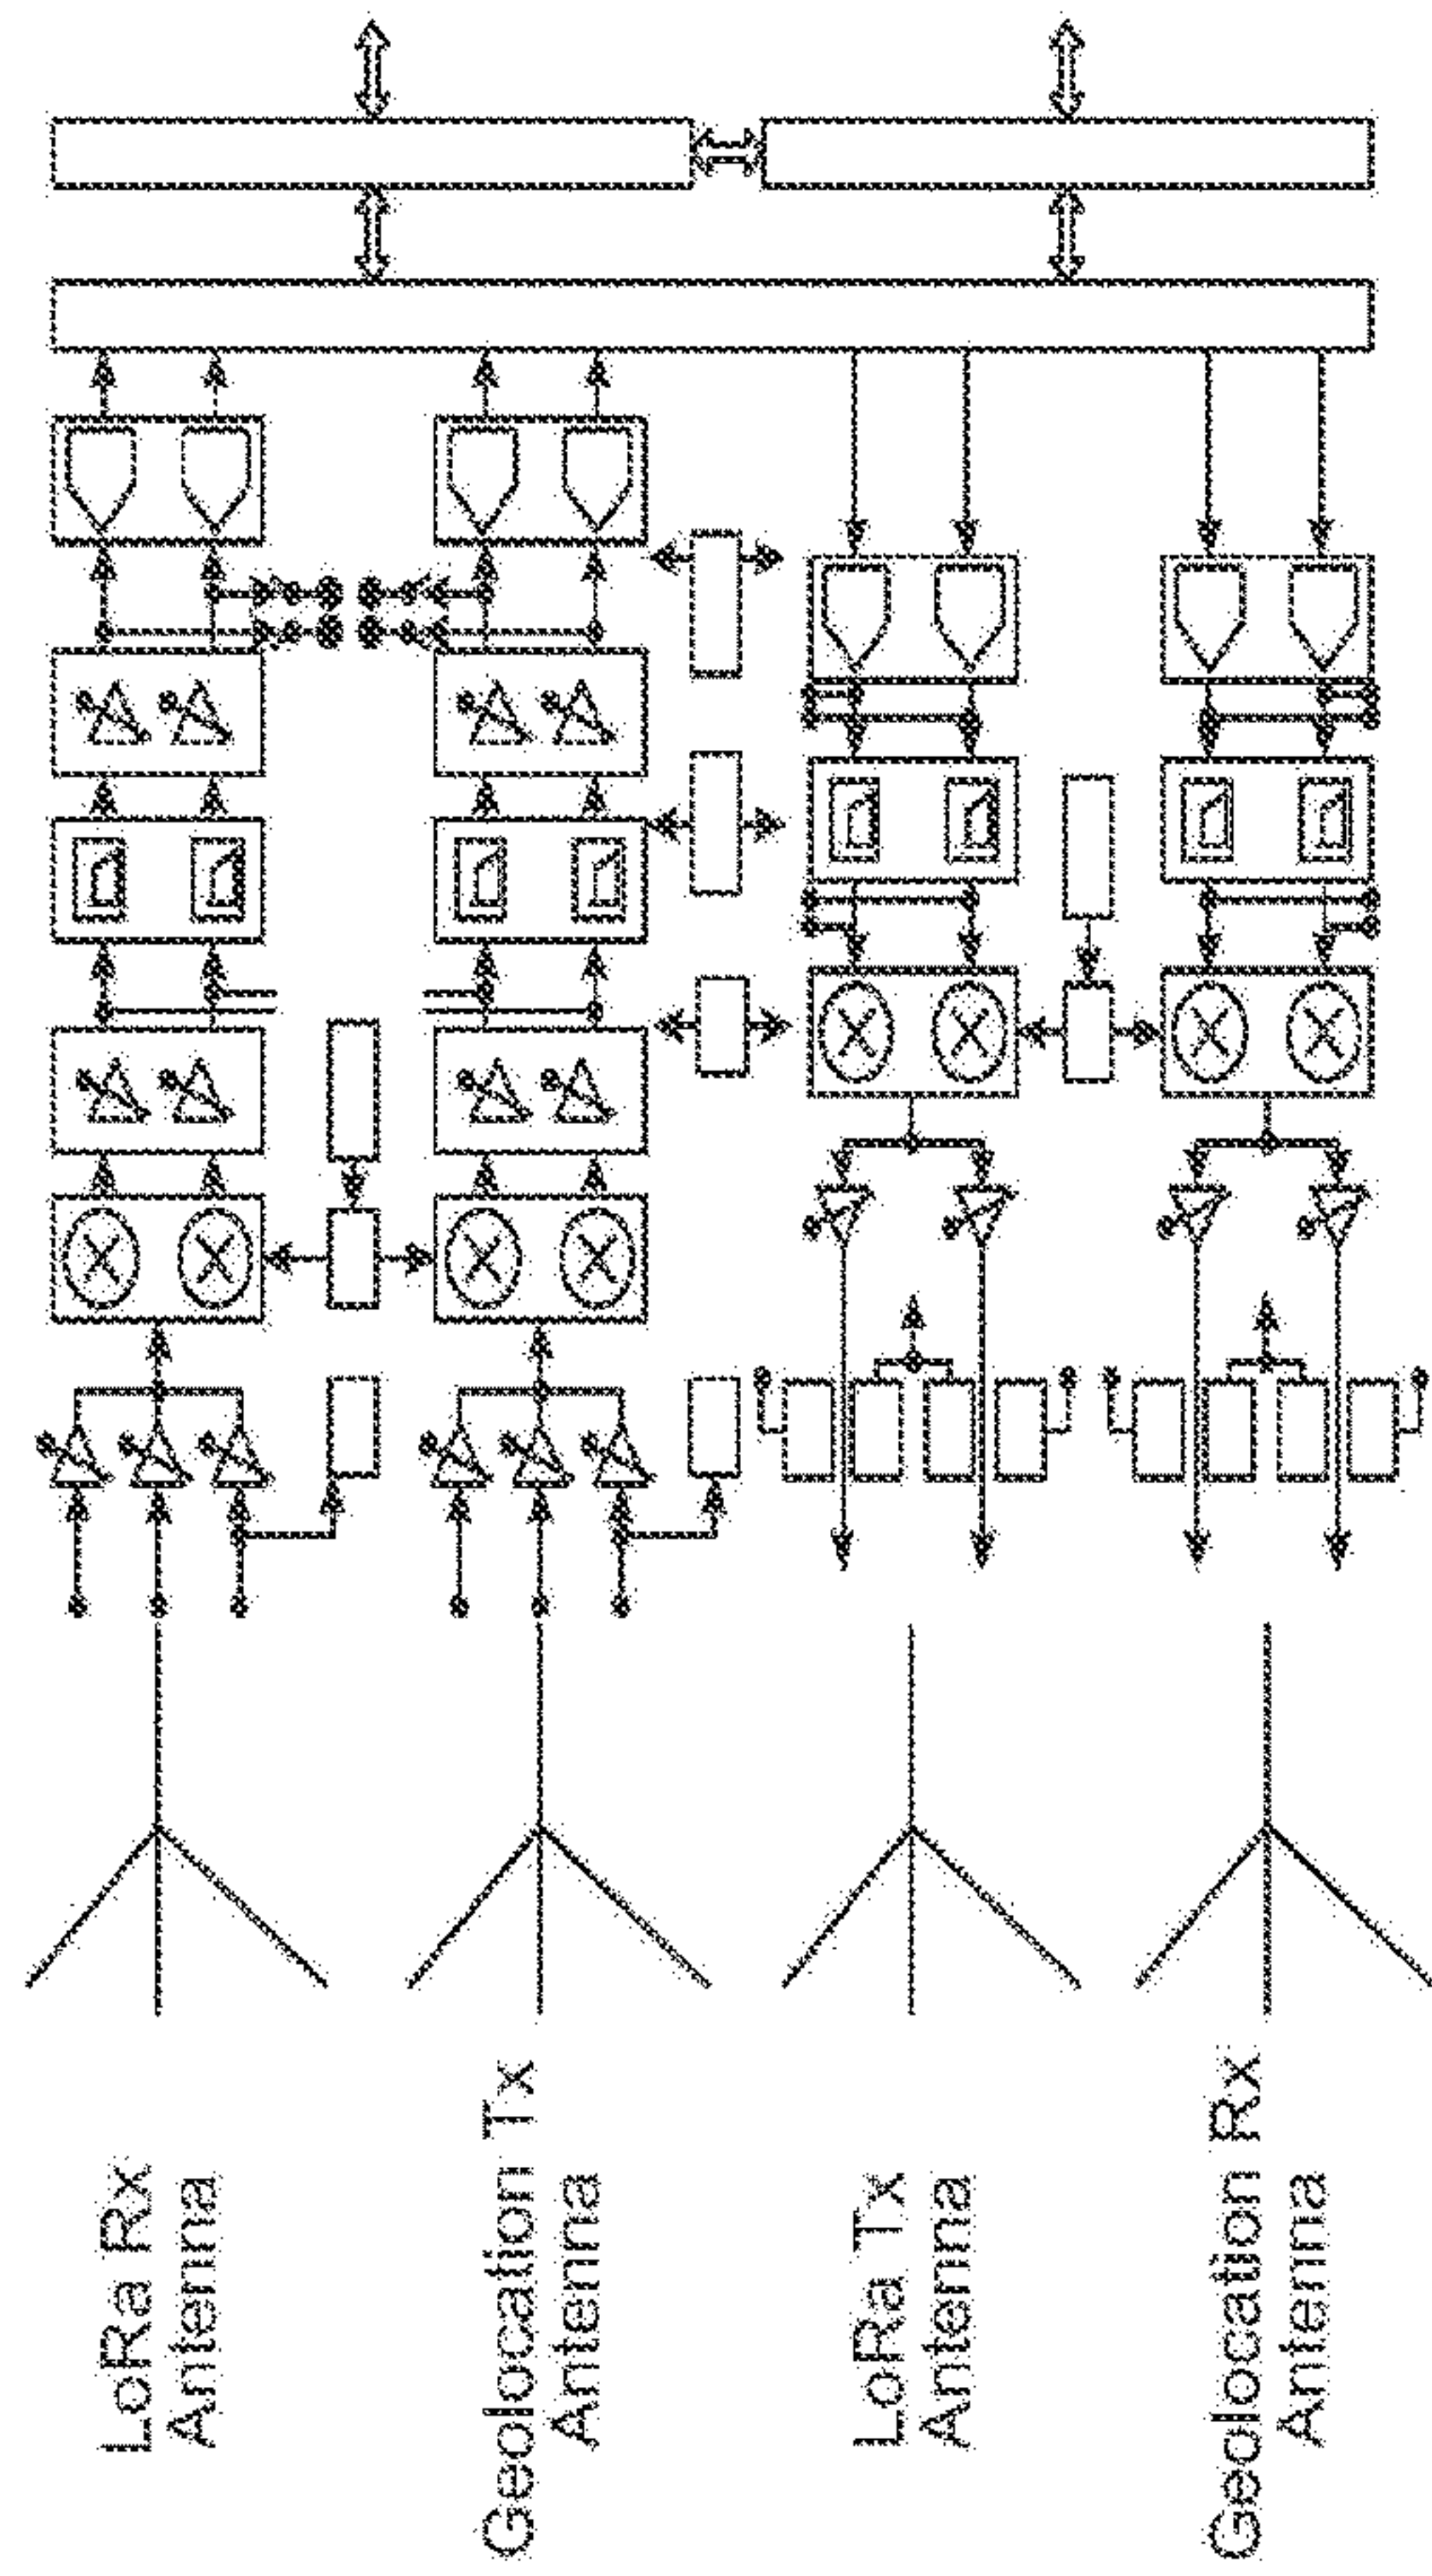 LoRa Rx
Antenna
Geolocation Tx
Antenna
LoRa Tx
Antenna
Geolocation Rx
Antenna